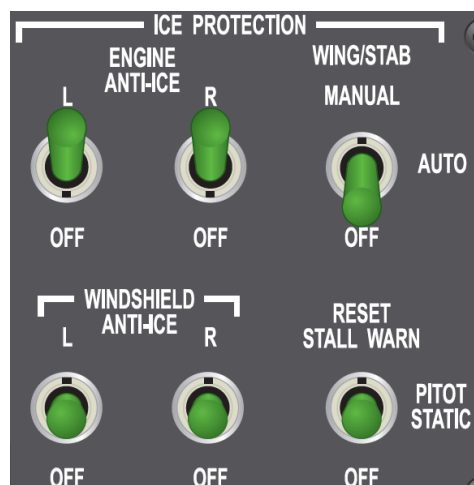 ICE PROTECTION
ENGINE
ANTI-ICE
WING/STAB
L
R
MANUAL
AUTO
OFF
OFF
OFF
WINDSHIELD
ANTI-ICE
L
R
RESET
STALL WARN
PITOT
STATIC
OFF
OFF
OFF